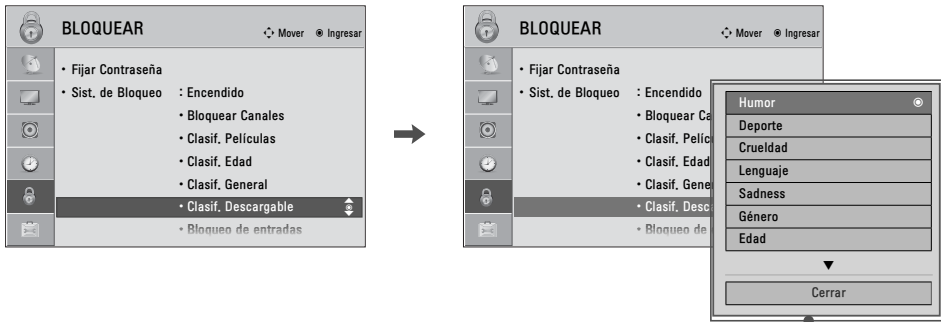 BLOQUEAR
Mover
Ingresar
• Fijar Contraseña
• Sist. de Bloqueo : Encendido
• Bloquear Canales
• Clasif. Películas
• Clasif. Edad
• Clasif. General
• Clasif. Descargable
• Bloqueo de entradas
BLOQUEAR
Mover
Ingresar
• Fijar Contraseña
• Sist. de Bloqueo : Encendido
• Bloquear Ca
• Clasif. Pelíc
• Clasif. Edad
• Clasif. Gene
• Clasif. Desca
• Bloqueo de
Humor
Deporte
Crueldad
Lenguaje
Sadness
Género
Edad
Cerrar